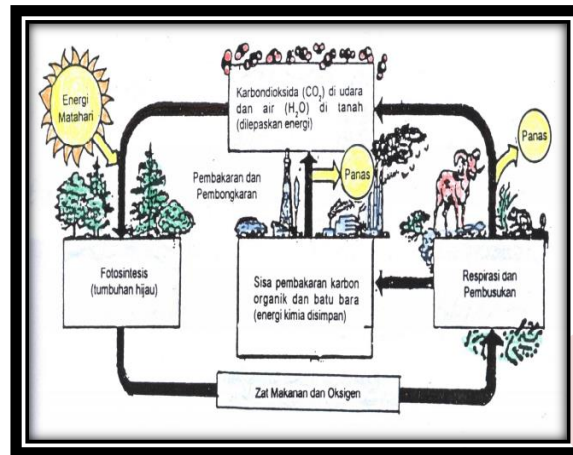 Karbondioksida (CO2) di udara
dan air (H2O) di tanah
(dilepaskan energi)
Energi
Matahari
Panas
Pembakaran dan
Pembongkaran
Panas
Fotosintesis
(tumbuhan hijau)
Sisa pembakaran karbon
organik dan batu bara
(energi kimia disimpan)
Respirasi dan
Pembusukan
Zat Makanan dan Oksigen